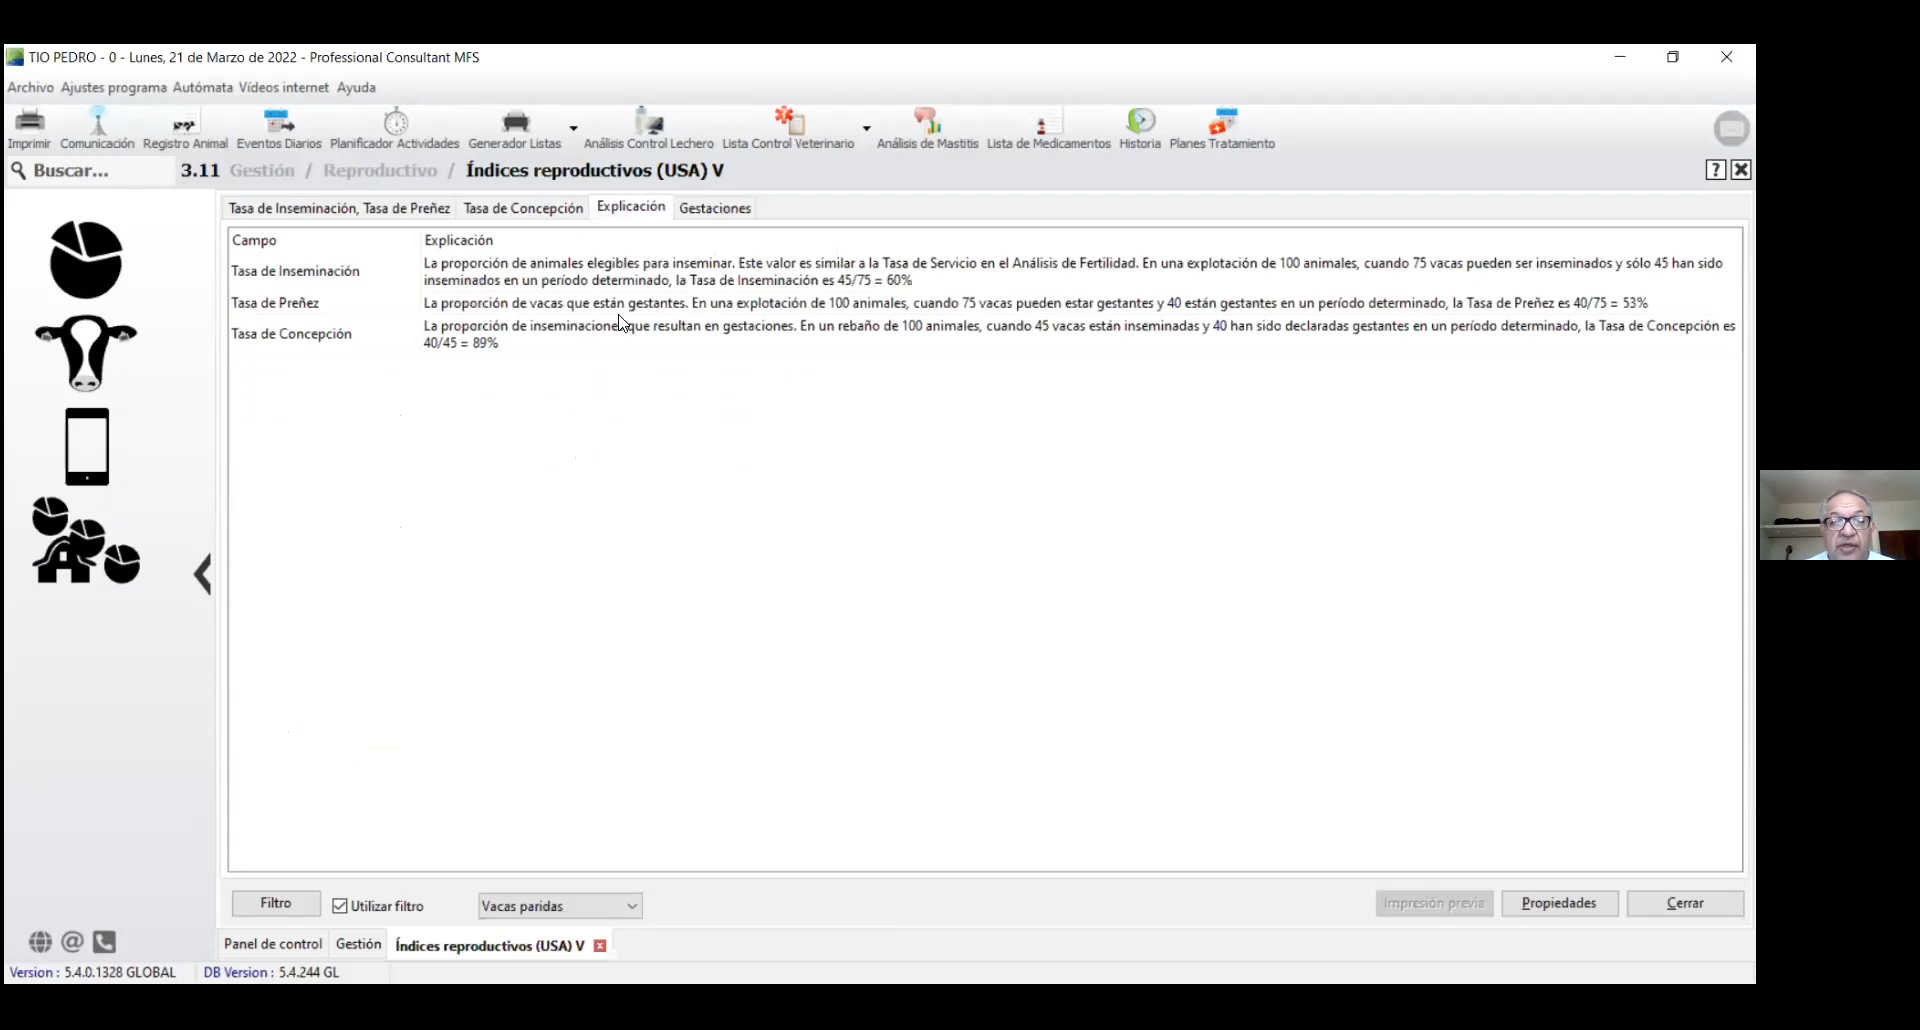 TIO PEDRO - 0 - Lunes, 21 de Marzo de 2022 - Professional Consultant MFS
Archivo Ajustes programa Autómata Vídeos internet Ayuda
Imprimir Comunicación Registro Animal Eventos Diarios Planificador Actividades Generador Listas Análisis Control Lechero Lista Control Veterinario Análisis de Mastitis Lista de Medicamentos Historia Planes Tratamiento
Buscar... 3.11 Gestión / Reproductivo / Índices reproductivos (USA) V
Tasa de Inseminación, Tasa de Preñez Tasa de Concepción Explicación Gestaciones
Campo Explicación
Tasa de Inseminación La proporción de animales elegibles para inseminar. Este valor es similar a la Tasa de Servicio en el Análisis de Fertilidad. En una explotación de 100 animales, cuando 75 vacas pueden ser inseminados y sólo 45 han sido
inseminados en un período determinado, la Tasa de Inseminación es 45/75 = 60%
Tasa de Preñez La proporción de vacas que están gestantes. En una explotación de 100 animales, cuando 75 vacas pueden estar gestantes y 40 están gestantes en un período determinado, la Tasa de Preñez es 40/75 = 53%
Tasa de Concepción La proporción de inseminaciones que resultan en gestaciones. En un rebaño de 100 animales, cuando 45 vacas están inseminadas y 40 han sido declaradas gestantes en un período determinado, la Tasa de Concepción es
40/45 = 89%
Filtro Utilizar filtro Vacas paridas Impresión previa Propiedades Cerrar
Panel de control Gestión Índices reproductivos (USA) V
Version : 5.4.0.1328 GLOBAL DB Version : 5.4.244 GL